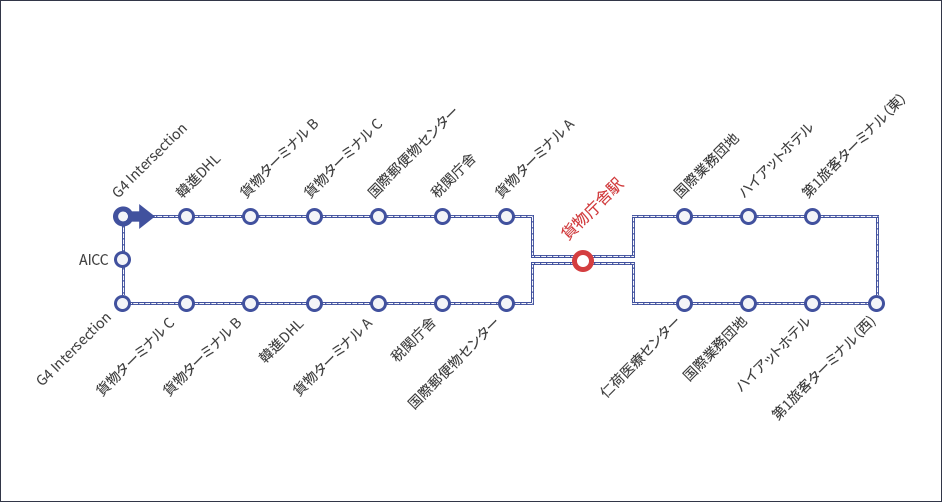 G4 Intersection
韓進DHL
貨物ターミナル B
貨物ターミナル C
国際郵便物センター
税関庁舎
貨物ターミナル A
貨物庁舎駅
国際業務団地
ハイアットホテル
第1旅客ターミナル (東)
AICC
G4 Intersection
貨物ターミナル C
貨物ターミナル B
韓進DHL
貨物ターミナル A
税関庁舎
国際郵便物センター
仁荷医療センター
国際業務団地
ハイアットホテル
第1旅客ターミナル (西)